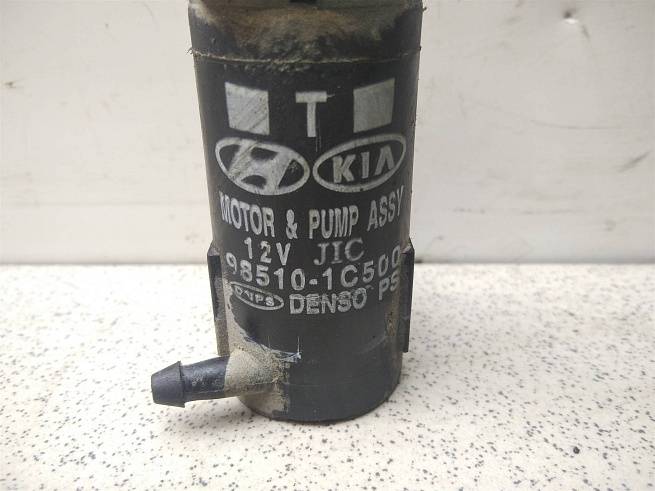 T
KIA
MOTOR & PUMP ASSY
12V JIC
98510-1C500
DENSO PS